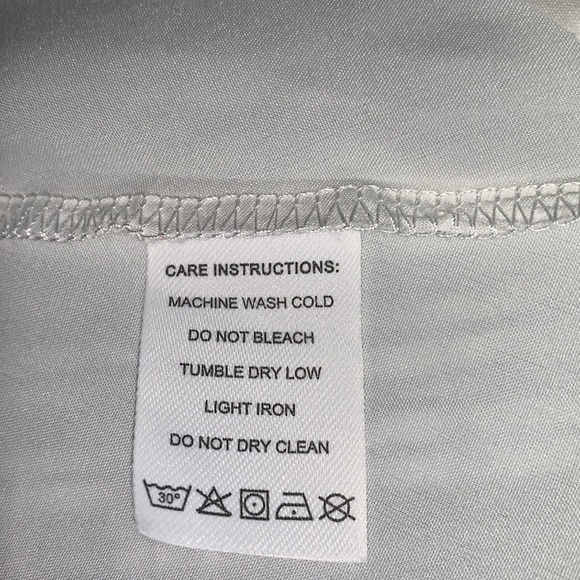 CARE INSTRUCTIONS:
MACHINE WASH COLD
DO NOT BLEACH
TUMBLE DRY LOW
LIGHT IRON
DO NOT DRY CLEAN
30°